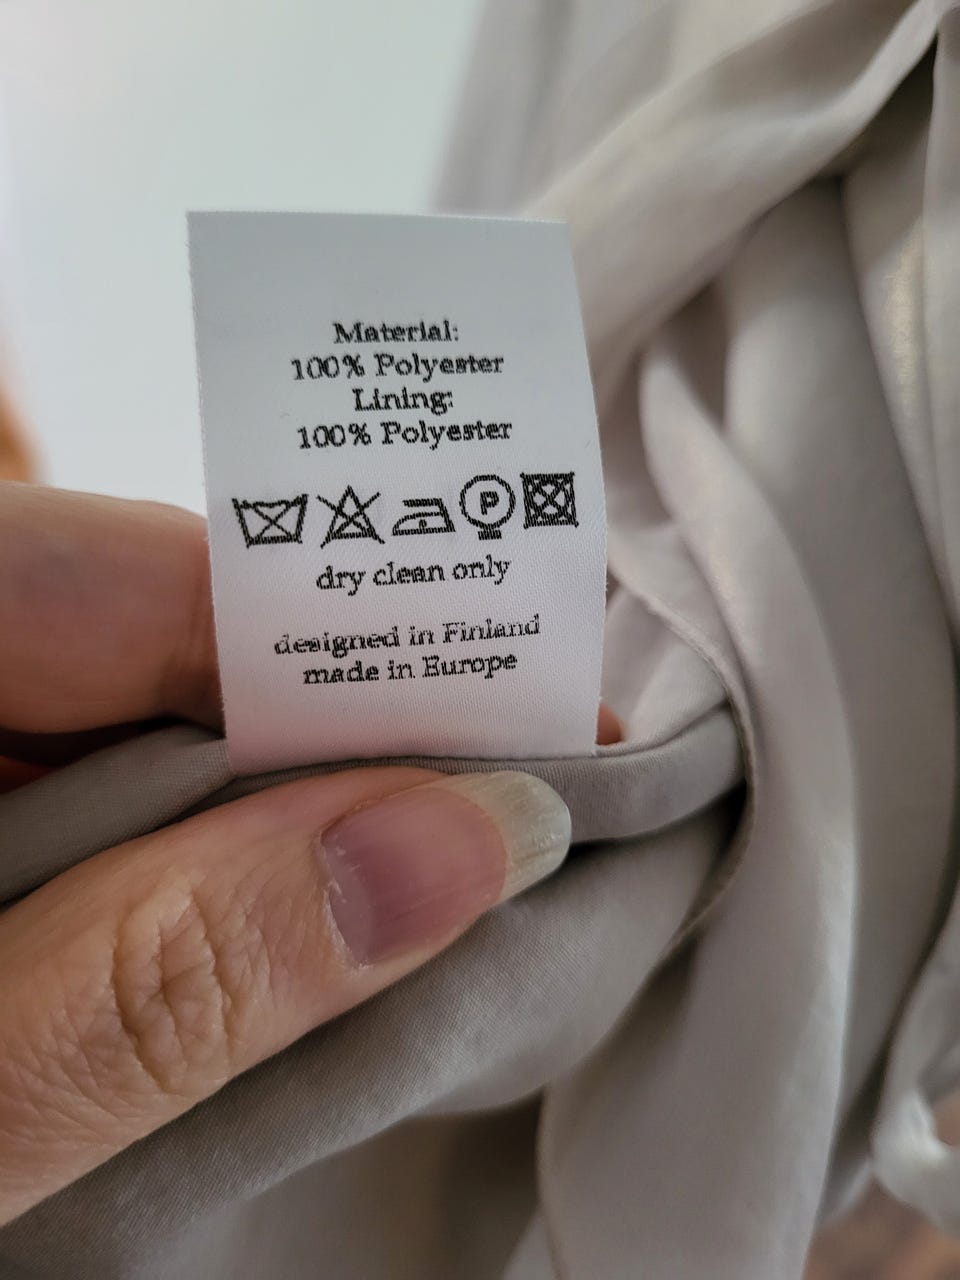 Material:
100% Polyester
Lining:
100% Polyester
P
dry clean only
designed in Finland
made in Europe